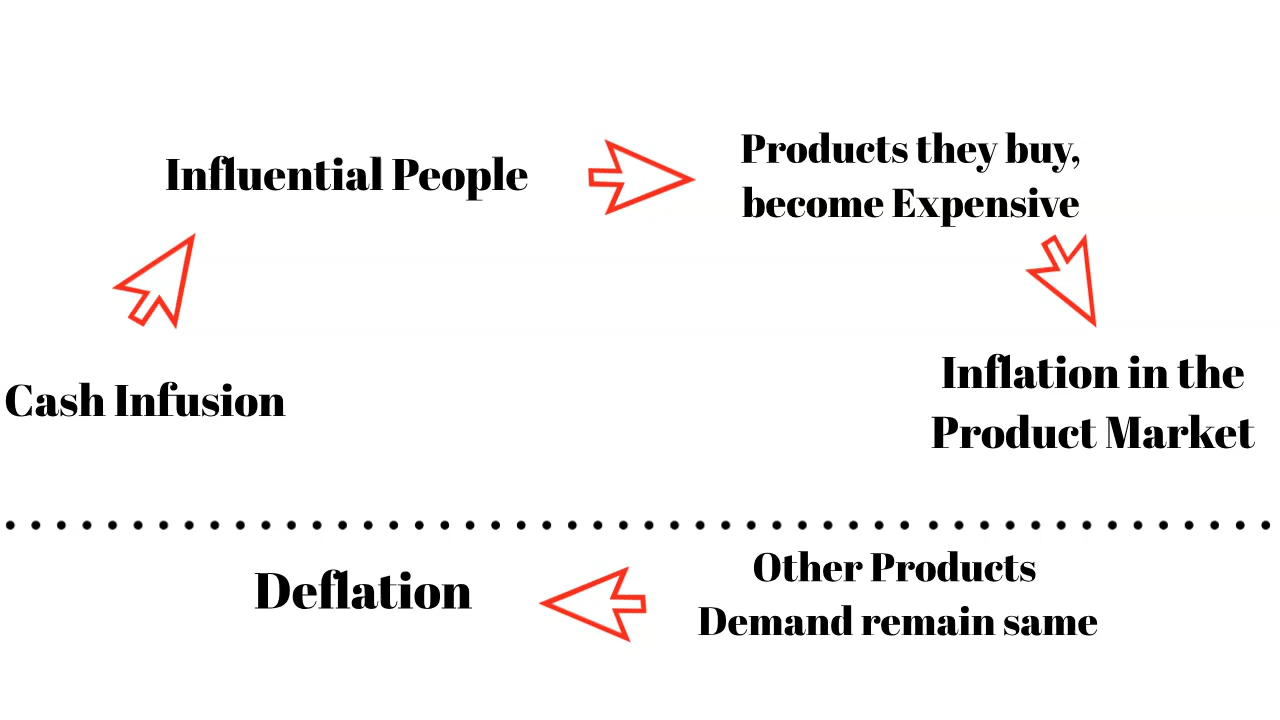 Influential People
Products they buy,
become Expensive
Cash Infusion
Inflation in the
Product Market
Deflation
Other Products
Demand remain same